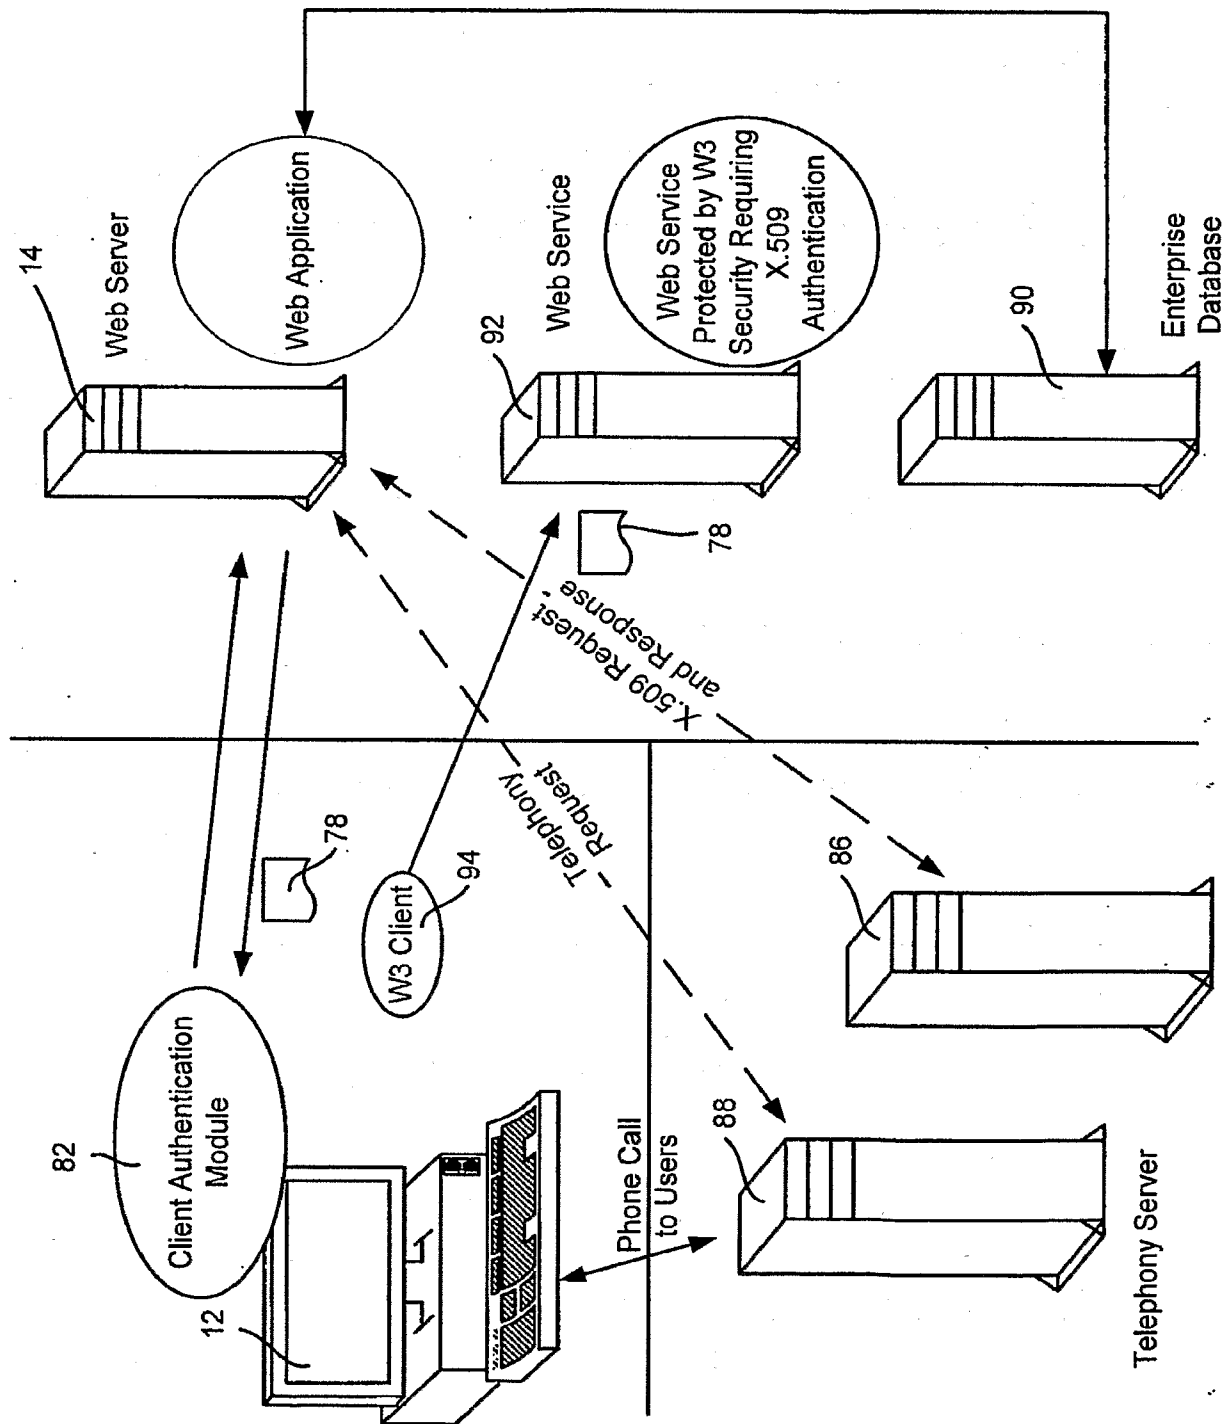 82
Client Authentication
Module
12
78
W3 Client
94
14
Web Server
Web Application
92
Web Service
Web Service
Protected by W3
Security Requiring
X.509
Authentication
78
90
Enterprise
Database
X.509 Request
and Response
Telephony
Request
Phone Call
to Users
88
Telephony Server
86